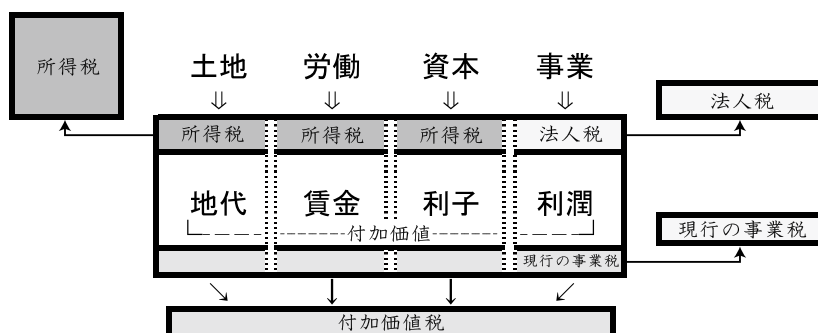 所得税
土地 労働 資本 事業
法人税
所得税 所得税 所得税 法人税
地代 賃金 利子 利潤
付加価値
現行の事業税
現行の事業税
付加価値税